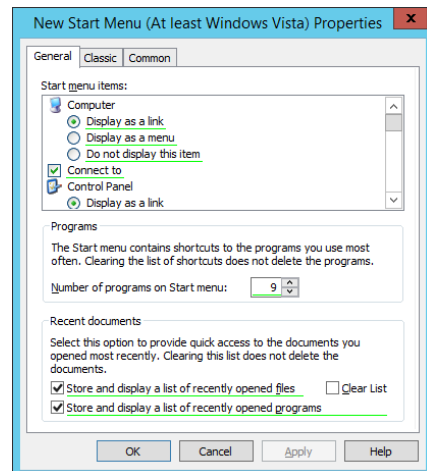 New Start Menu (At least Windows Vista) Properties
x
General Classic Common
Start menu items:
Computer
Display as a link
Display as a menu
Do not display this item
Connect to
Control Panel
Display as a link
Programs
The Start menu contains shortcuts to the programs you use most
often. Clearing the list of shortcuts does not delete the programs.
Number of programs on Start menu: 9
Recent documents
Select this option to provide quick access to the documents you
opened most recently. Clearing this list does not delete the
documents.
Store and display a list of recently opened files Clear List
Store and display a list of recently opened programs
OK Cancel Apply Help